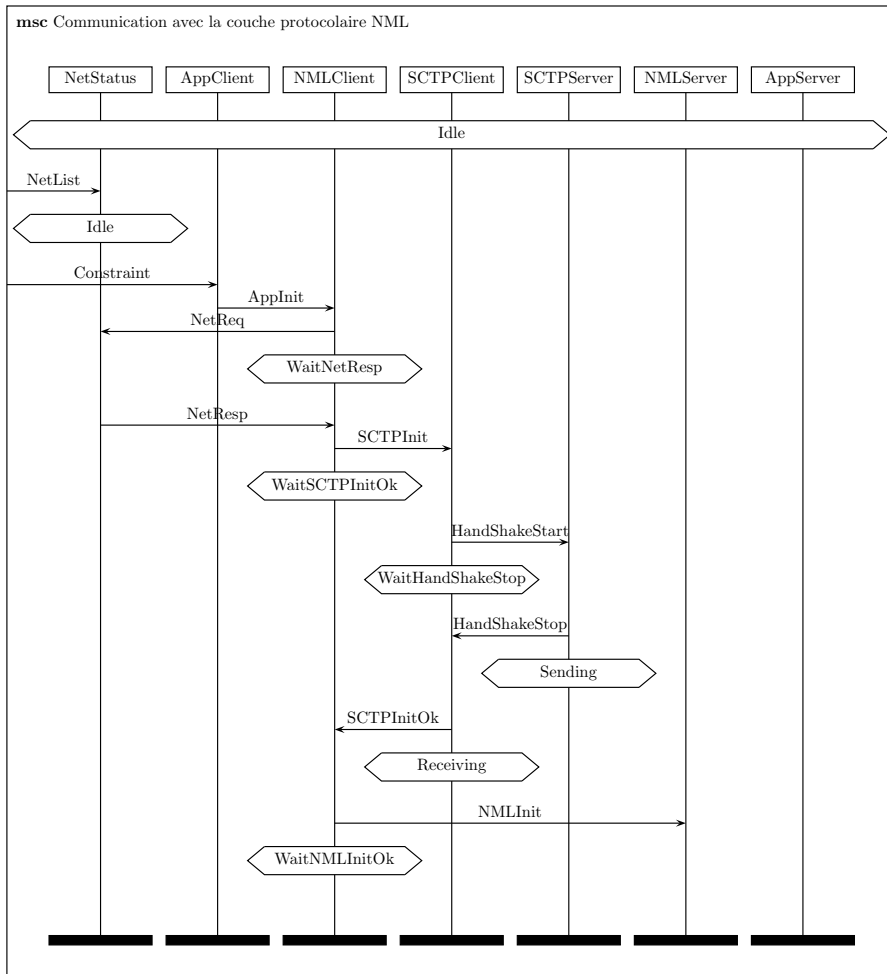 msc Communication avec la couche protocolaire NML
NetStatus AppClient NMLClient SCTPClient SCTPServer NMLServer AppServer
Idle
NetList
Idle
Constraint
AppInit
NetReq
WaitNetResp
NetResp
SCTPInit
WaitSCTPInitOk
HandShakeStart
WaitHandShakeStop
HandShakeStop
Sending
SCTPInitOk
Receiving
NMLInit
WaitNMLInitOk